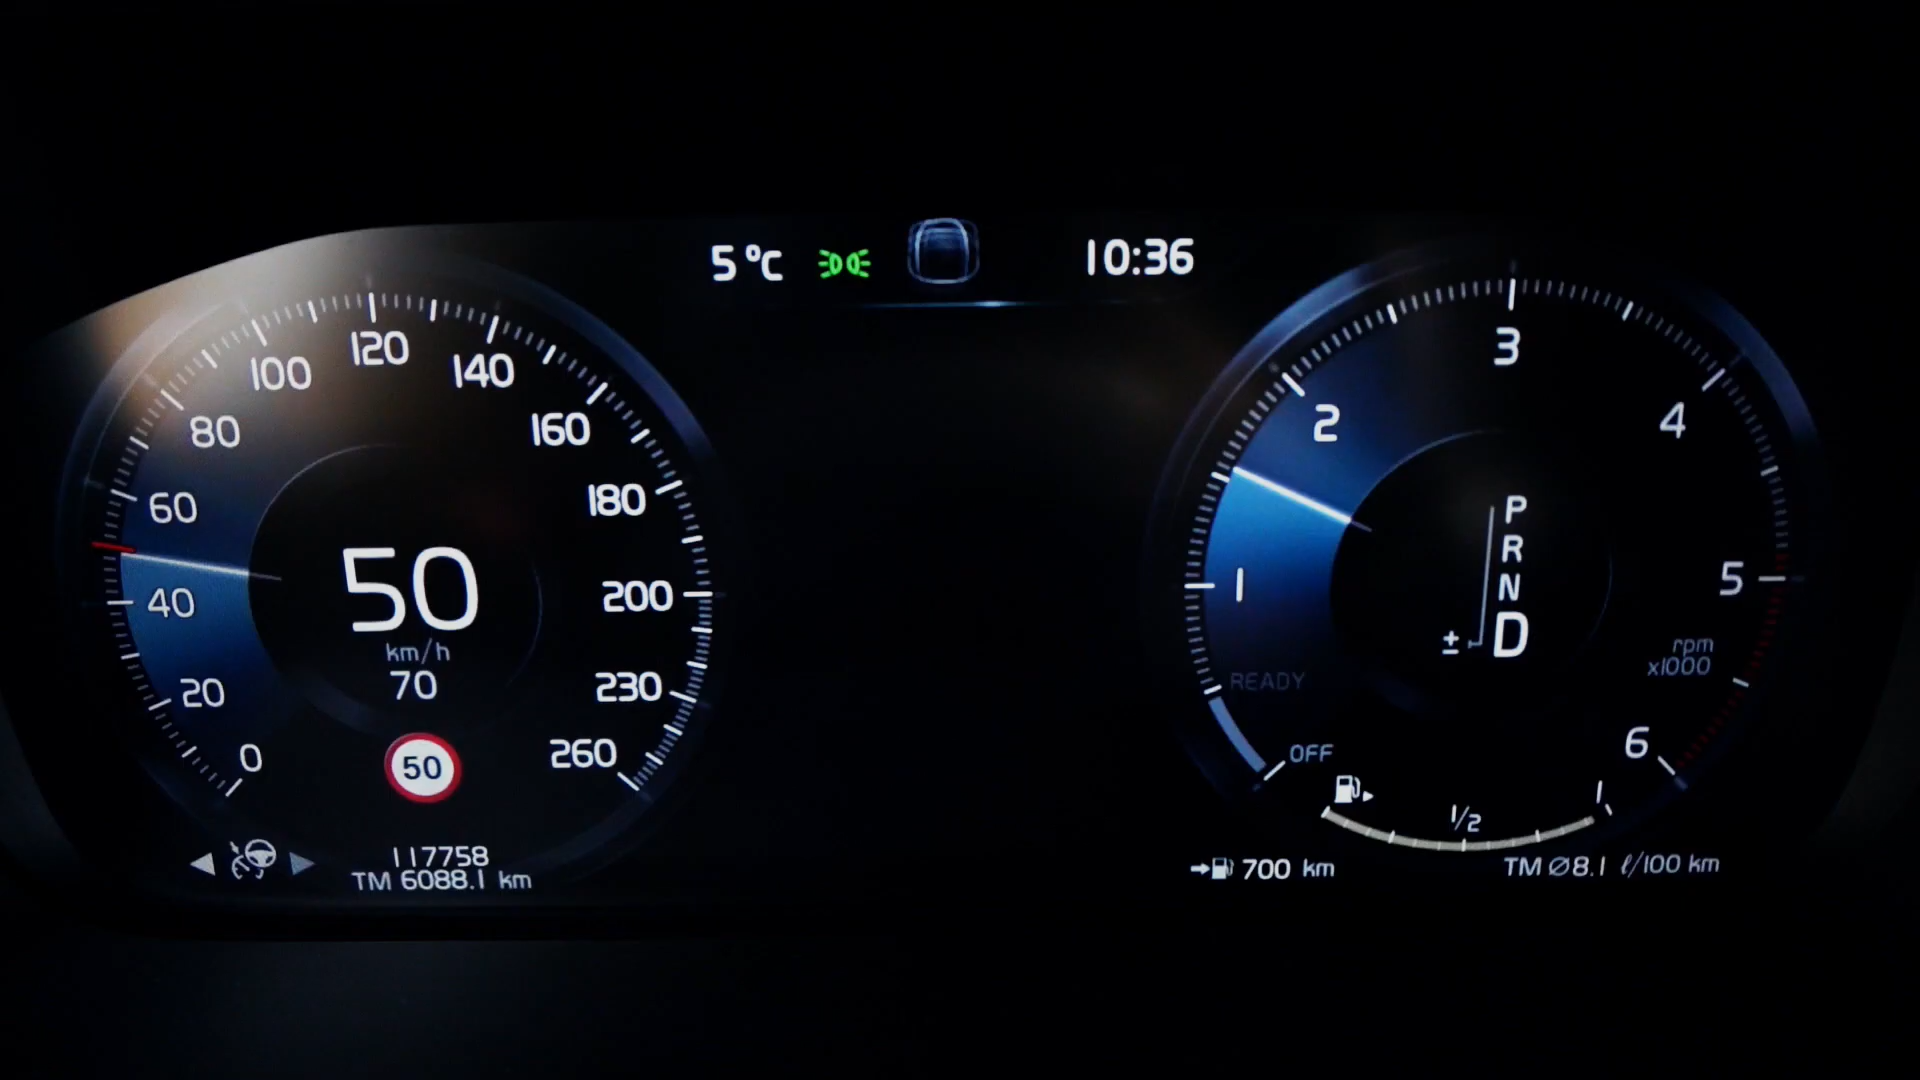 5 °C
10:36
0
20
40
60
80
100
120
140
160
180
200
230
260
50
km/h
70
50
117758
TM 6088.1 km
OFF
READY
1
2
3
4
5
6
P
R
N
D
±
rpm
x1000
1/2
1
700 km
TM Ø8.1 ℓ/100 km